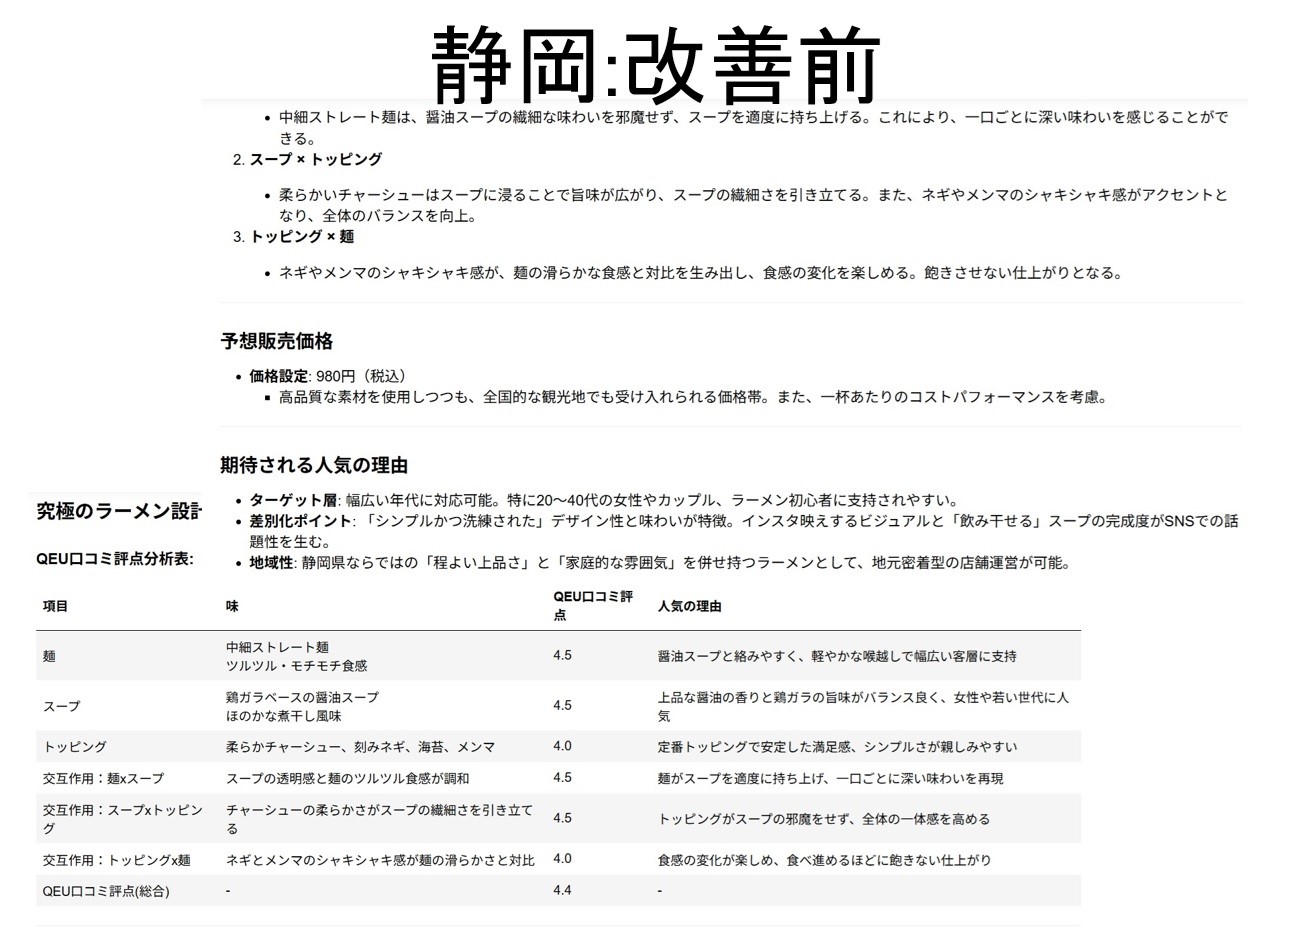 静岡:改善前
• 中細ストレート麺は、醤油スープの繊細な味わいを邪魔せず、スープを適度に持ち上げる。これにより、一口ごとに深い味わいを感じることがで
きる。
2. スープ × トッピング
• 柔らかいチャーシューはスープに浸ることで旨味が広がり、スープの繊細さを引き立てる。また、ネギやメンマのシャキシャキ感がアクセントと
なり、全体のバランスを向上。
3. トッピング × 麺
• ネギやメンマのシャキシャキ感が、麺の滑らかな食感と対比を生み出し、食感の変化を楽しめる。飽きさせない仕上がりとなる。
予想販売価格
• 価格設定: 980円（税込）
▪ 高品質な素材を使用しつつも、全国的な観光地でも受け入れられる価格帯。また、一杯あたりのコストパフォーマンスを考慮。
期待される人気の理由
• ターゲット層: 幅広い年代に対応可能。特に20〜40代の女性やカップル、ラーメン初心者に支持されやすい。
• 差別化ポイント: 「シンプルかつ洗練された」デザイン性と味わいが特徴。インスタ映えするビジュアルと「飲み干せる」スープの完成度がSNSでの話
題性を生む。
• 地域性: 静岡県ならではの「程よい上品さ」と「家庭的な雰囲気」を併せ持つラーメンとして、地元密着型の店舗運営が可能。
究極のラーメン設計
QEU口コミ評点分析表:
項目 味 QEU口コミ評点 人気の理由
麺 中細ストレート麺 4.5 醤油スープと絡みやすく、軽やかな喉越しで幅広い客層に支持
ツルツル・モチモチ食感
スープ 鶏ガラベースの醤油スープ 4.5 上品な醤油の香りと鶏ガラの旨味がバランス良く、女性や若い世代に人
ほのかな煮干し風味 気
トッピング 柔らかチャーシュー、刻みネギ、海苔、メンマ 4.0 定番トッピングで安定した満足感、シンプルさが親しみやすい
交互作用：麺xスープ スープの透明感と麺のツルツル食感が調和 4.5 麺がスープを適度に持ち上げ、一口ごとに深い味わいを再現
交互作用：スープxトッピン チャーシューの柔らかさがスープの繊細さを引き立て 4.5 トッピングがスープの邪魔をせず、全体の一体感を高める
グ る
交互作用：トッピングx麺 ネギとメンマのシャキシャキ感が麺の滑らかさと対比 4.0 食感の変化が楽しめ、食べ進めるほどに飽きない仕上がり
QEU口コミ評点(総合) - 4.4 -